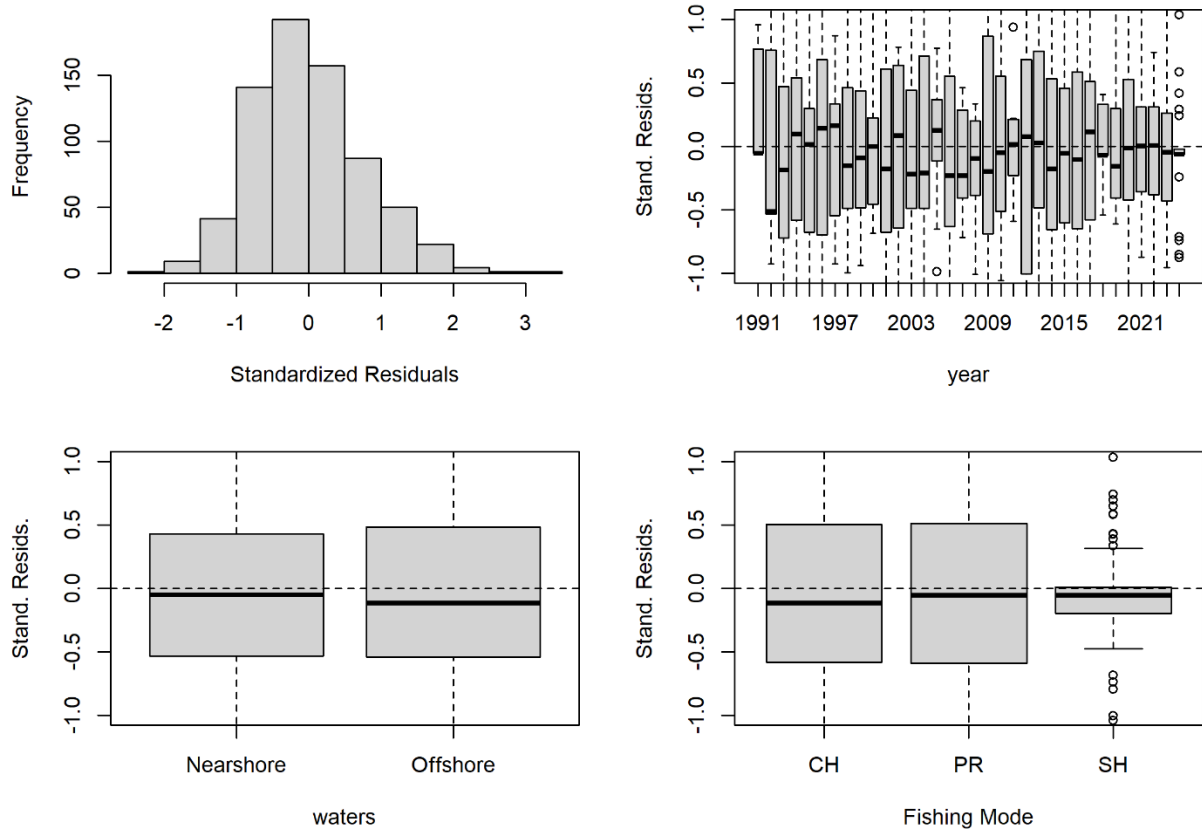 Frequency
150
100
50
0
-2 -1 0 1 2 3
Standardized Residuals
Stand. Resids.
1.0
0.5
0.0
-0.5
-1.0
1991 1997 2003 2009 2015 2021
year
Stand. Resids.
1.0
0.5
0.0
-0.5
-1.0
Nearshore Offshore
waters
Stand. Resids.
1.0
0.5
0.0
-0.5
-1.0
CH PR SH
Fishing Mode